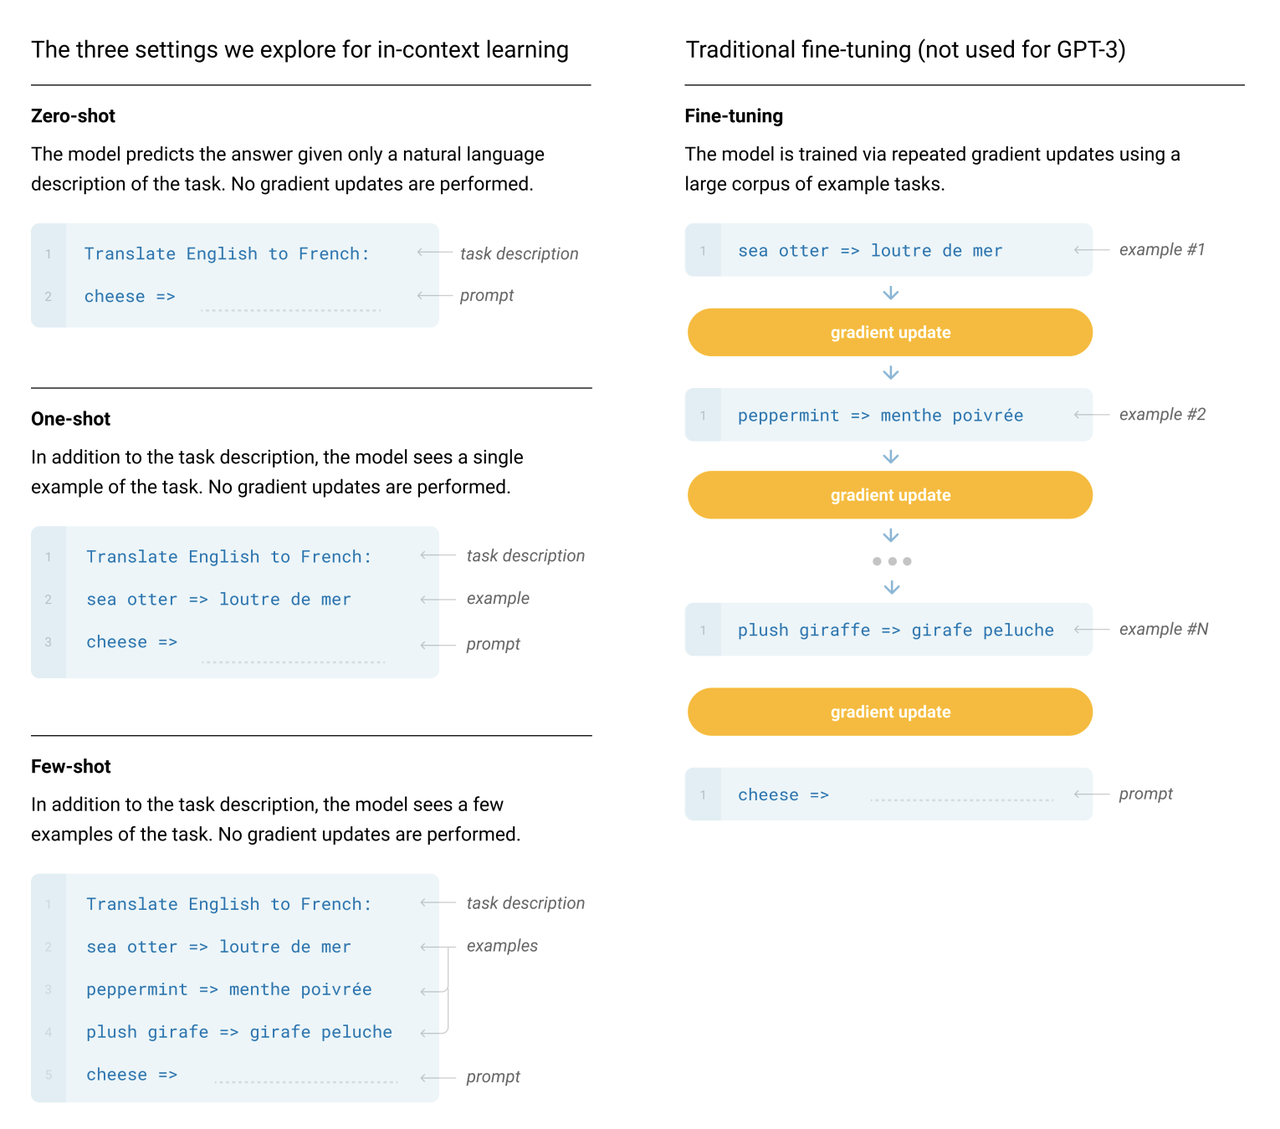 The three settings we explore for in-context learning
Zero-shot
The model predicts the answer given only a natural language
description of the task. No gradient updates are performed.
1 Translate English to French: task description
2 cheese => prompt
One-shot
In addition to the task description, the model sees a single
example of the task. No gradient updates are performed.
1 Translate English to French: task description
2 sea otter => loutre de mer example
3 cheese => prompt
Few-shot
In addition to the task description, the model sees a few
examples of the task. No gradient updates are performed.
1 Translate English to French: task description
2 sea otter => loutre de mer examples
3 peppermint => menthe poivrée
4 plush girafe => girafe peluche
5 cheese => prompt
Traditional fine-tuning (not used for GPT-3)
Fine-tuning
The model is trained via repeated gradient updates using a
large corpus of example tasks.
1 sea otter => loutre de mer example #1
gradient update
1 peppermint => menthe poivrée example #2
gradient update
1 plush giraffe => girafe peluche example #N
gradient update
1 cheese => prompt